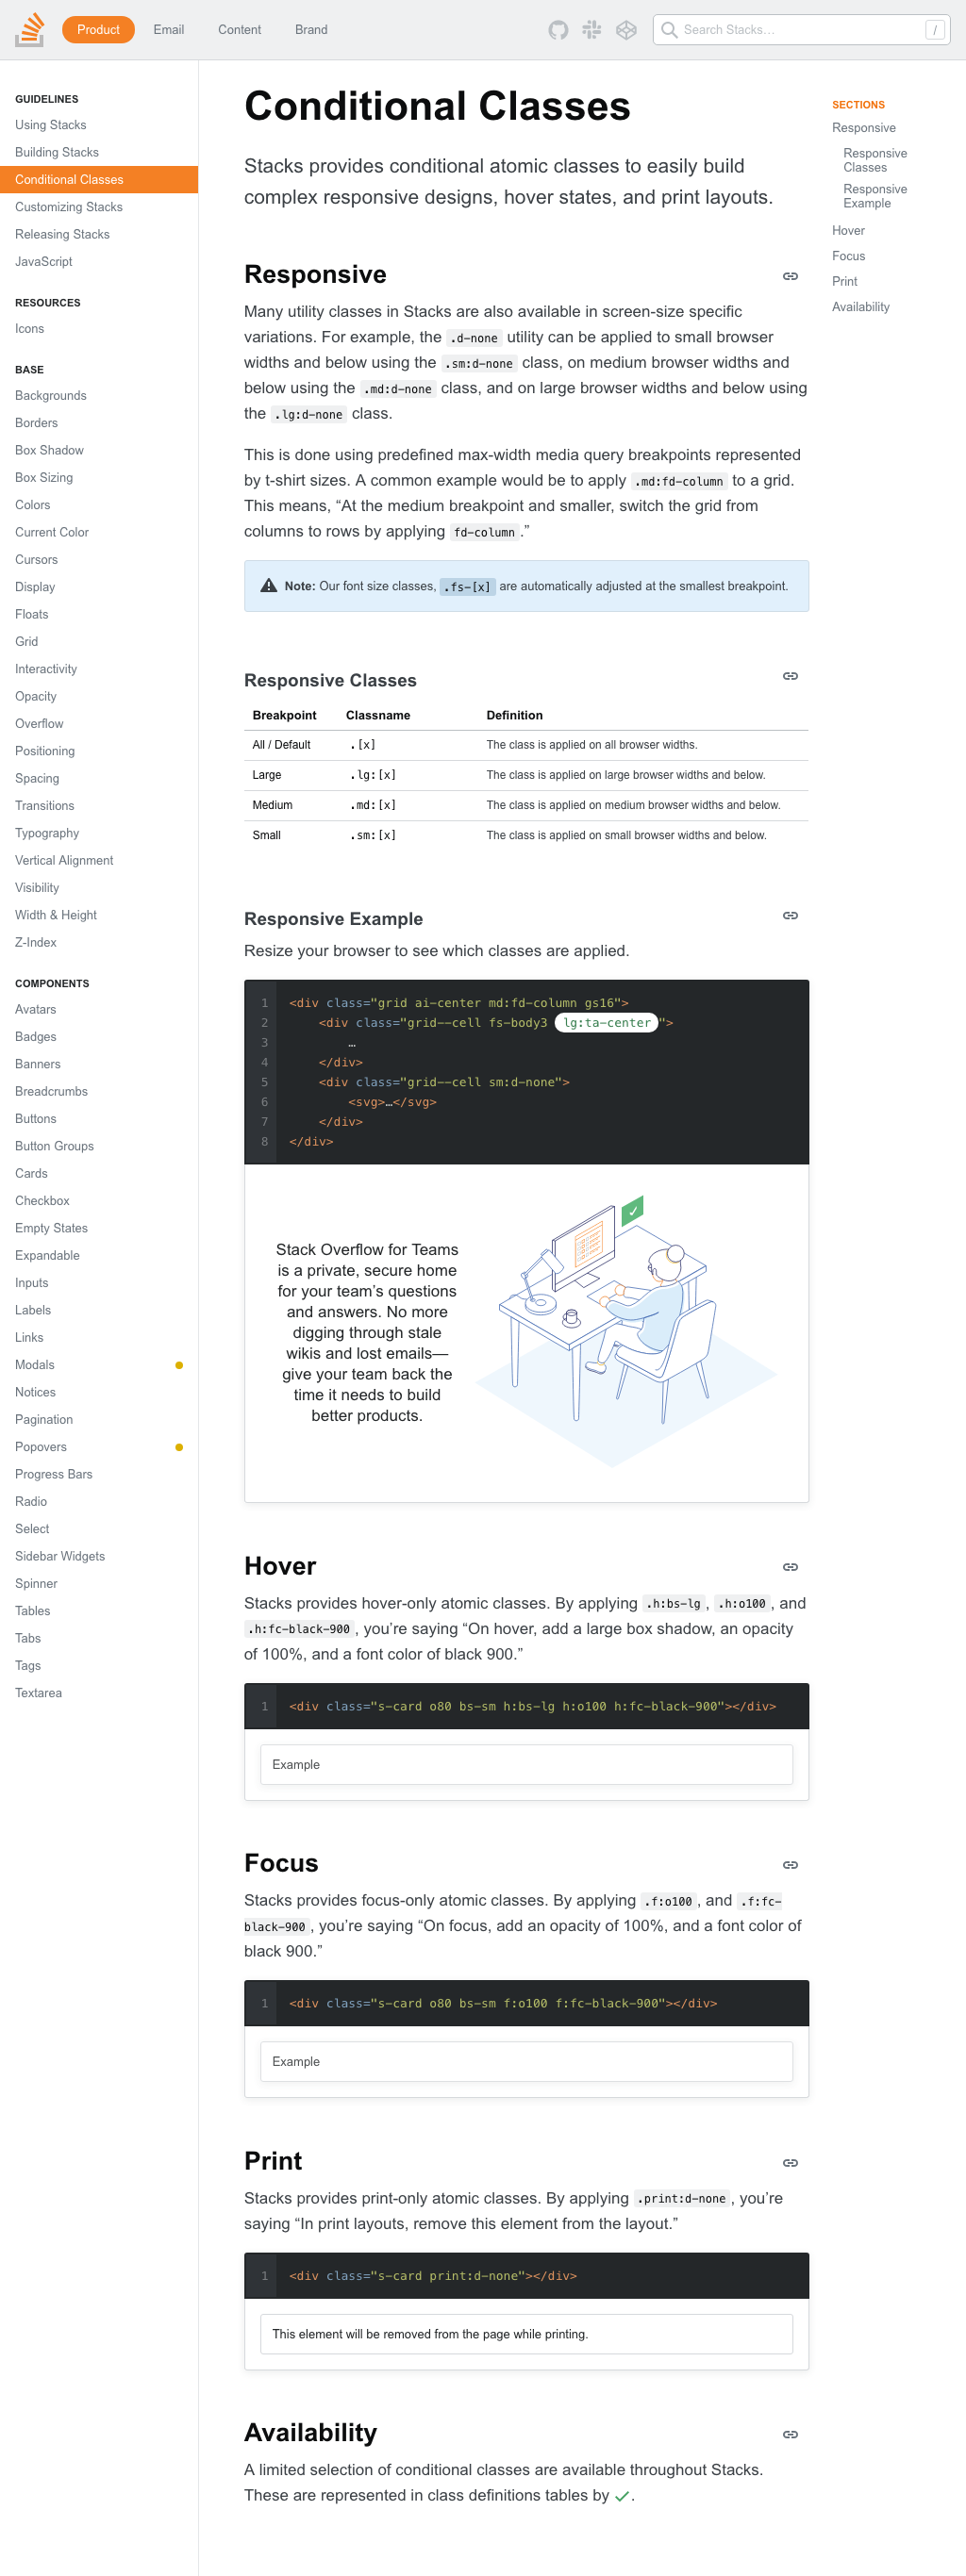 Product
Email
Content
Brand
Search Stacks…
/
GUIDELINES
Using Stacks
Building Stacks
Conditional Classes
Customizing Stacks
Releasing Stacks
JavaScript
RESOURCES
Icons
BASE
Backgrounds
Borders
Box Shadow
Box Sizing
Colors
Current Color
Cursors
Display
Floats
Grid
Interactivity
Opacity
Overflow
Positioning
Spacing
Transitions
Typography
Vertical Alignment
Visibility
Width & Height
Z-Index
COMPONENTS
Avatars
Badges
Banners
Breadcrumbs
Buttons
Button Groups
Cards
Checkbox
Empty States
Expandable
Inputs
Labels
Links
Modals
Notices
Pagination
Popovers
Progress Bars
Radio
Select
Sidebar Widgets
Spinner
Tables
Tabs
Tags
Textarea
Conditional Classes
Stacks provides conditional atomic classes to easily build
complex responsive designs, hover states, and print layouts.
Responsive
Many utility classes in Stacks are also available in screen-size specific
variations. For example, the .d-none utility can be applied to small browser
widths and below using the .sm:d-none class, on medium browser widths and
below using the .md:d-none class, and on large browser widths and below using
the .lg:d-none class.
This is done using predefined max-width media query breakpoints represented
by t-shirt sizes. A common example would be to apply .md:fd-column to a grid.
This means, “At the medium breakpoint and smaller, switch the grid from
columns to rows by applying fd-column.”
Note: Our font size classes, .fs-[x] are automatically adjusted at the smallest breakpoint.
Responsive Classes
Breakpoint Classname Definition
All / Default .[x] The class is applied on all browser widths.
Large .lg:[x] The class is applied on large browser widths and below.
Medium .md:[x] The class is applied on medium browser widths and below.
Small .sm:[x] The class is applied on small browser widths and below.
Responsive Example
Resize your browser to see which classes are applied.
1 <div class="grid ai-center md:fd-column gs16">
2 <div class="grid--cell fs-body3 lg:ta-center">
3 …
4 </div>
5 <div class="grid--cell sm:d-none">
6 <svg>…</svg>
7 </div>
8 </div>
Stack Overflow for Teams
is a private, secure home
for your team’s questions
and answers. No more
digging through stale
wikis and lost emails—
give your team back the
time it needs to build
better products.
Hover
Stacks provides hover-only atomic classes. By applying .h:bs-lg, .h:o100, and
.h:fc-black-900, you’re saying “On hover, add a large box shadow, an opacity
of 100%, and a font color of black 900.”
1 <div class="s-card o80 bs-sm h:bs-lg h:o100 h:fc-black-900"></div>
Example
Focus
Stacks provides focus-only atomic classes. By applying .f:o100, and .f:fc-
black-900, you’re saying “On focus, add an opacity of 100%, and a font color of
black 900.”
1 <div class="s-card o80 bs-sm f:o100 f:fc-black-900"></div>
Example
Print
Stacks provides print-only atomic classes. By applying .print:d-none, you’re
saying “In print layouts, remove this element from the layout.”
1 <div class="s-card print:d-none"></div>
This element will be removed from the page while printing.
Availability
A limited selection of conditional classes are available throughout Stacks.
These are represented in class definitions tables by ✓.
SECTIONS
Responsive
Responsive
Classes
Responsive
Example
Hover
Focus
Print
Availability